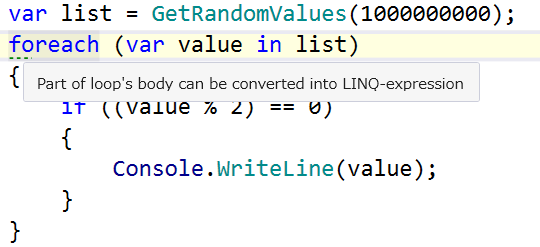 var list = GetRandomValues(1000000000);
foreach (var value in list)
{
Part of loop's body can be converted into LINQ-expression
if ((value % 2) == 0)
{
Console.WriteLine(value);
}
}